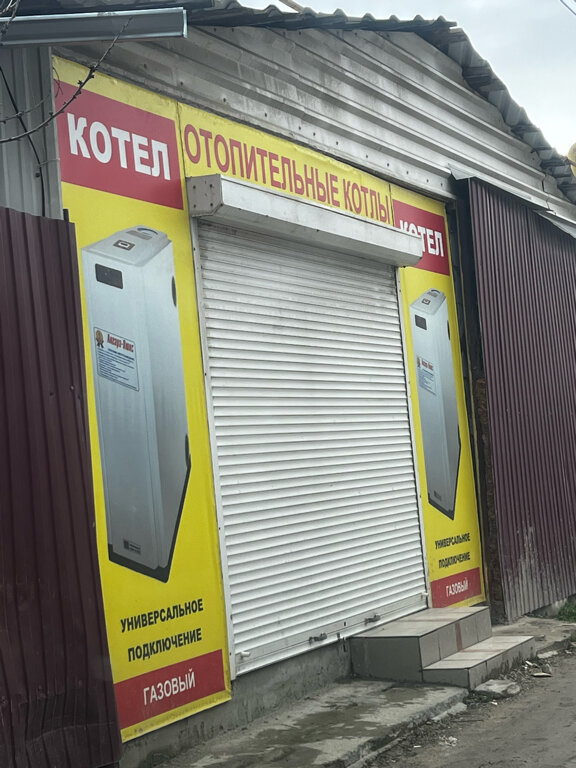 КОТЕЛ
ОТОПИТЕЛЬНЫЕ КОТЛЫ
КОТЕЛ
УНИВЕРСАЛЬНОЕ
ПОДКЛЮЧЕНИЕ
ГАЗОВЫЙ
УНИВЕРСАЛЬНОЕ
ПОДКЛЮЧЕНИЕ
ГАЗОВЫЙ